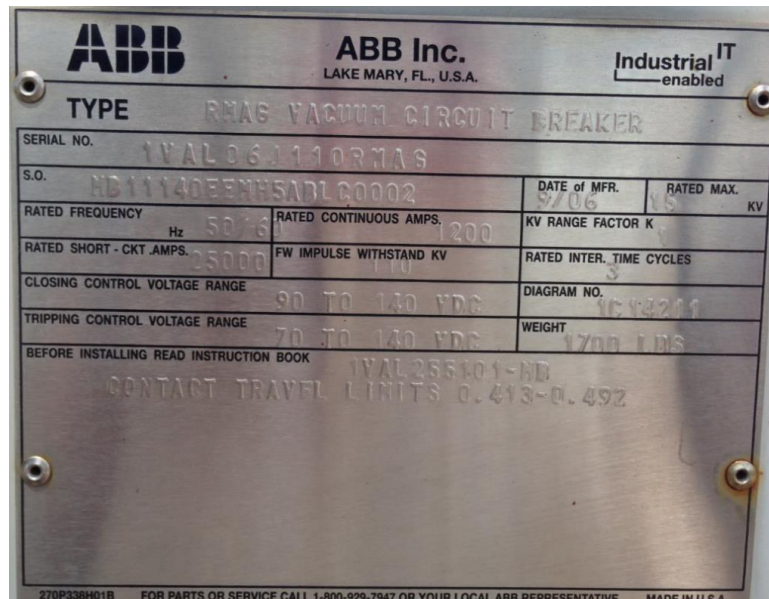 ABB
ABB Inc.
LAKE MARY, FL., U.S.A.
Industrial IT
enabled
TYPE RMAG VACUUM CIRCUIT BREAKER
SERIAL NO.
S.O.
DATE of MFR. 9/06
RATED MAX. 15 KV
RATED FREQUENCY Hz 50/60
RATED CONTINUOUS AMPS. 1200
KV RANGE FACTOR K 1
RATED SHORT - CKT .AMPS. 25000
FW IMPULSE WITHSTAND KV 110
RATED INTER. TIME CYCLES 3
CLOSING CONTROL VOLTAGE RANGE 90 TO 140 VDC
DIAGRAM NO.
TRIPPING CONTROL VOLTAGE RANGE 70 TO 140 VDC
WEIGHT 1700 LBS
BEFORE INSTALLING READ INSTRUCTION BOOK 1VAL255101-MB
CONTACT TRAVEL LIMITS 0.413-0.492
270P338H01B FOR PARTS OR SERVICE CALL 1-800-929-7947 OR YOUR LOCAL ABB REPRESENTATIVE MADE IN U.S.A.